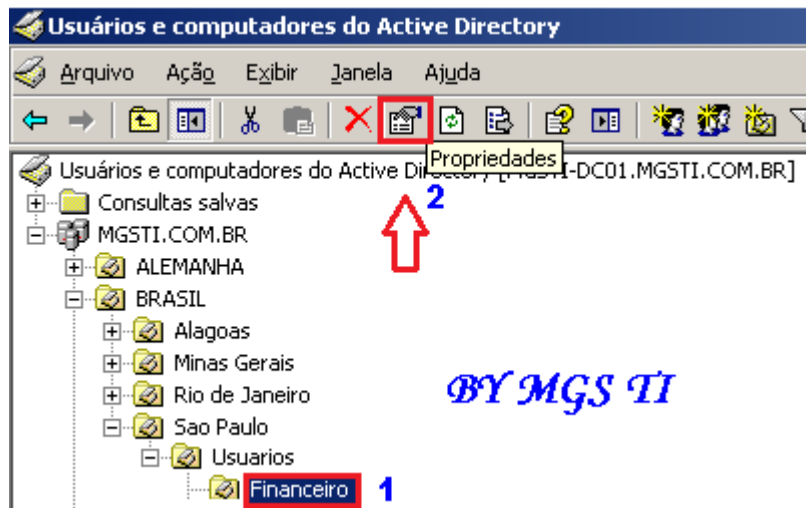 Usuários e computadores do Active Directory
Arquivo Ação Exibir Janela Ajuda
Propriedades
Usuários e computadores do Active Directory [MGSTI-DC01.MGSTI.COM.BR]
2
Consultas salvas
MGSTI.COM.BR
ALEMANHA
BRASIL
Alagoas
Minas Gerais
Rio de Janeiro
BY MGS TI
Sao Paulo
Usuarios
Financeiro 1